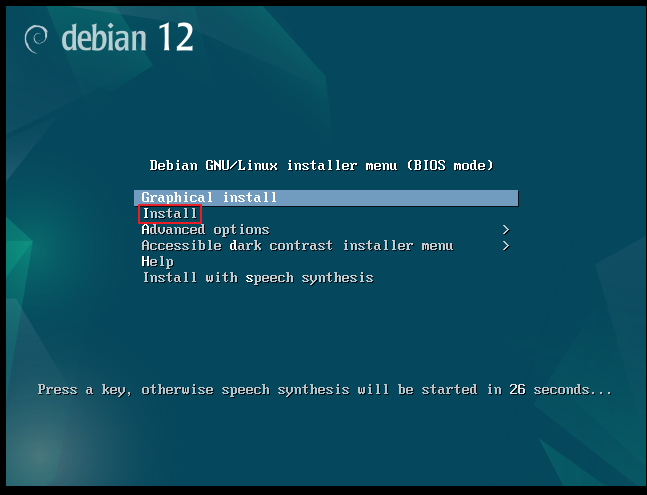 debian 12
Debian GNU/Linux installer menu (BIOS mode)
Graphical install
Install
Advanced options >
Accessible dark contrast installer menu >
Help
Install with speech synthesis
Press a key, otherwise speech synthesis will be started in 26 seconds...